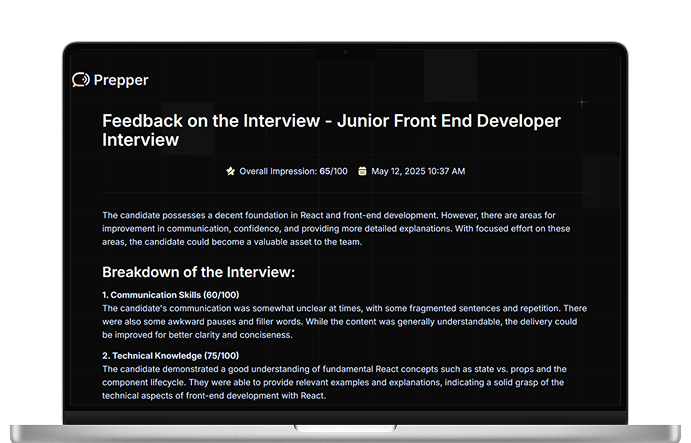 Prepper
Feedback on the Interview - Junior Front End Developer
Interview
Overall Impression: 65/100 May 12, 2025 10:37 AM
The candidate possesses a decent foundation in React and front-end development. However, there are areas for
improvement in communication, confidence, and providing more detailed explanations. With focused effort on these
areas, the candidate could become a valuable asset to the team.
Breakdown of the Interview:
1. Communication Skills (60/100)
The candidate's communication was somewhat unclear at times, with some fragmented sentences and repetition. There
were also some awkward pauses and filler words. While the content was generally understandable, the delivery could
be improved for better clarity and conciseness.
2. Technical Knowledge (75/100)
The candidate demonstrated a good understanding of fundamental React concepts such as state vs. props and the
component lifecycle. They were able to provide relevant examples and explanations, indicating a solid grasp of the
technical aspects of front-end development with React.